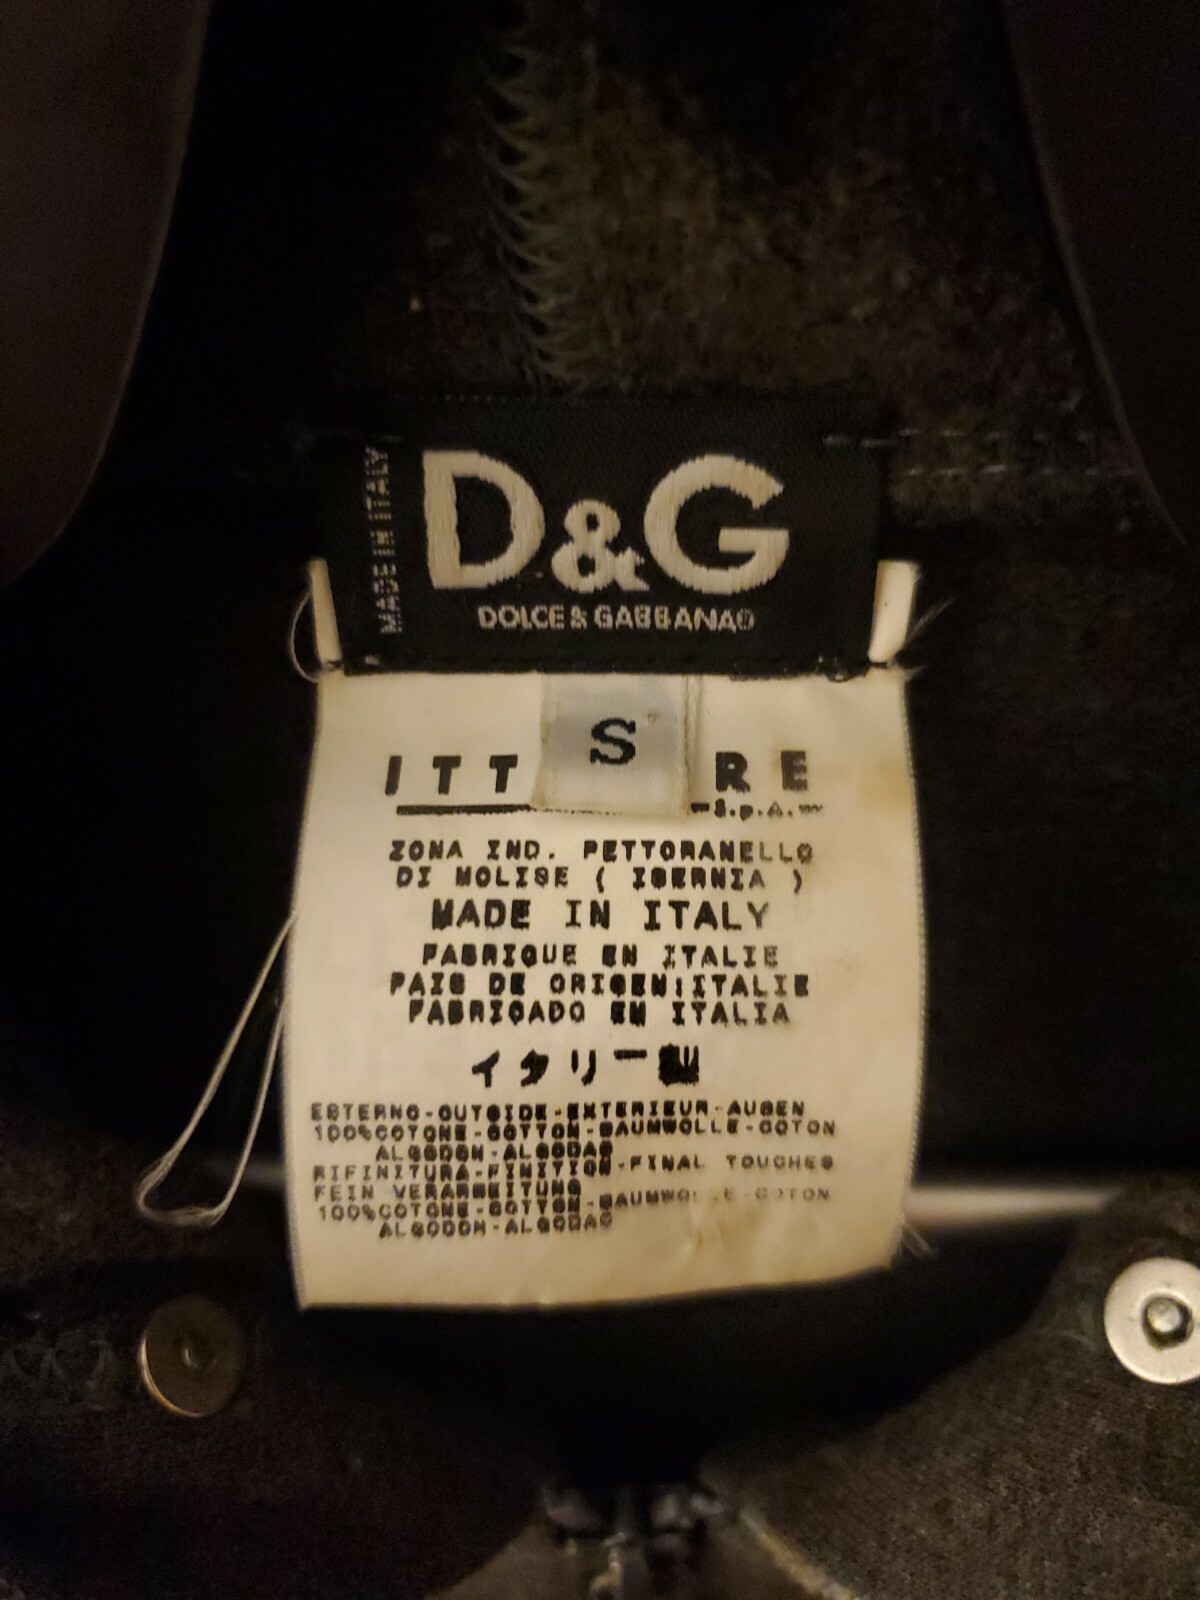 MADE IN ITALY
D&G
DOLCE & GABBANA
S
ITT RE
S.p.A.
ZONA IND. PETTORANELLO
DI MOLISE ( ISERNIA )
MADE IN ITALY
FABRIQUE EN ITALIE
PAIS DE ORIGEN:ITALIE
FABRICADO EN ITALIA
イタリー製
ESTERNO-OUTSIDE-EXTERIEUR-AUBEN
100%COTONE-COTTON-BAUMWOLLE-COTON
ALGODON-ALGODAO
RIFINITURA-FINITION-FINAL TOUCHES
FEIN VERARBEITUNG
100%COTONE-COTTON-BAUMWOLLE-COTON
ALGODON-ALGODAO